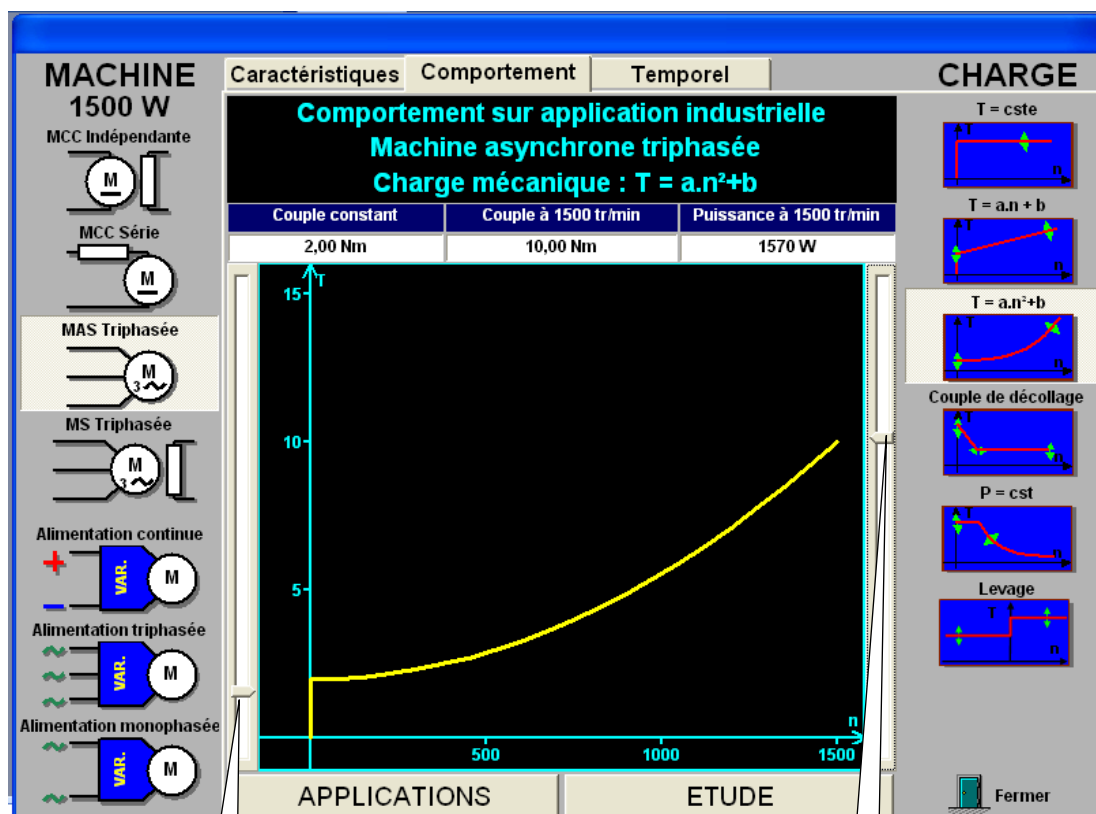 MACHINE
1500 W
MCC Indépendante
M
MCC Série
M
MAS Triphasée
M
3
MS Triphasée
M
3
Alimentation continue
VAR.
M
Alimentation triphasée
VAR.
M
Alimentation monophasée
VAR.
M
Caractéristiques Comportement Temporel
Comportement sur application industrielle
Machine asynchrone triphasée
Charge mécanique : T = a.n²+b
Couple constant Couple à 1500 tr/min Puissance à 1500 tr/min
2,00 Nm 10,00 Nm 1570 W
T
15
10
5
n
500 1000 1500
APPLICATIONS ETUDE
CHARGE
T = cste
T
n
T = a.n + b
T
n
T = a.n²+b
T
n
Couple de décollage
T
n
P = cst
T
n
Levage
T
n
Fermer